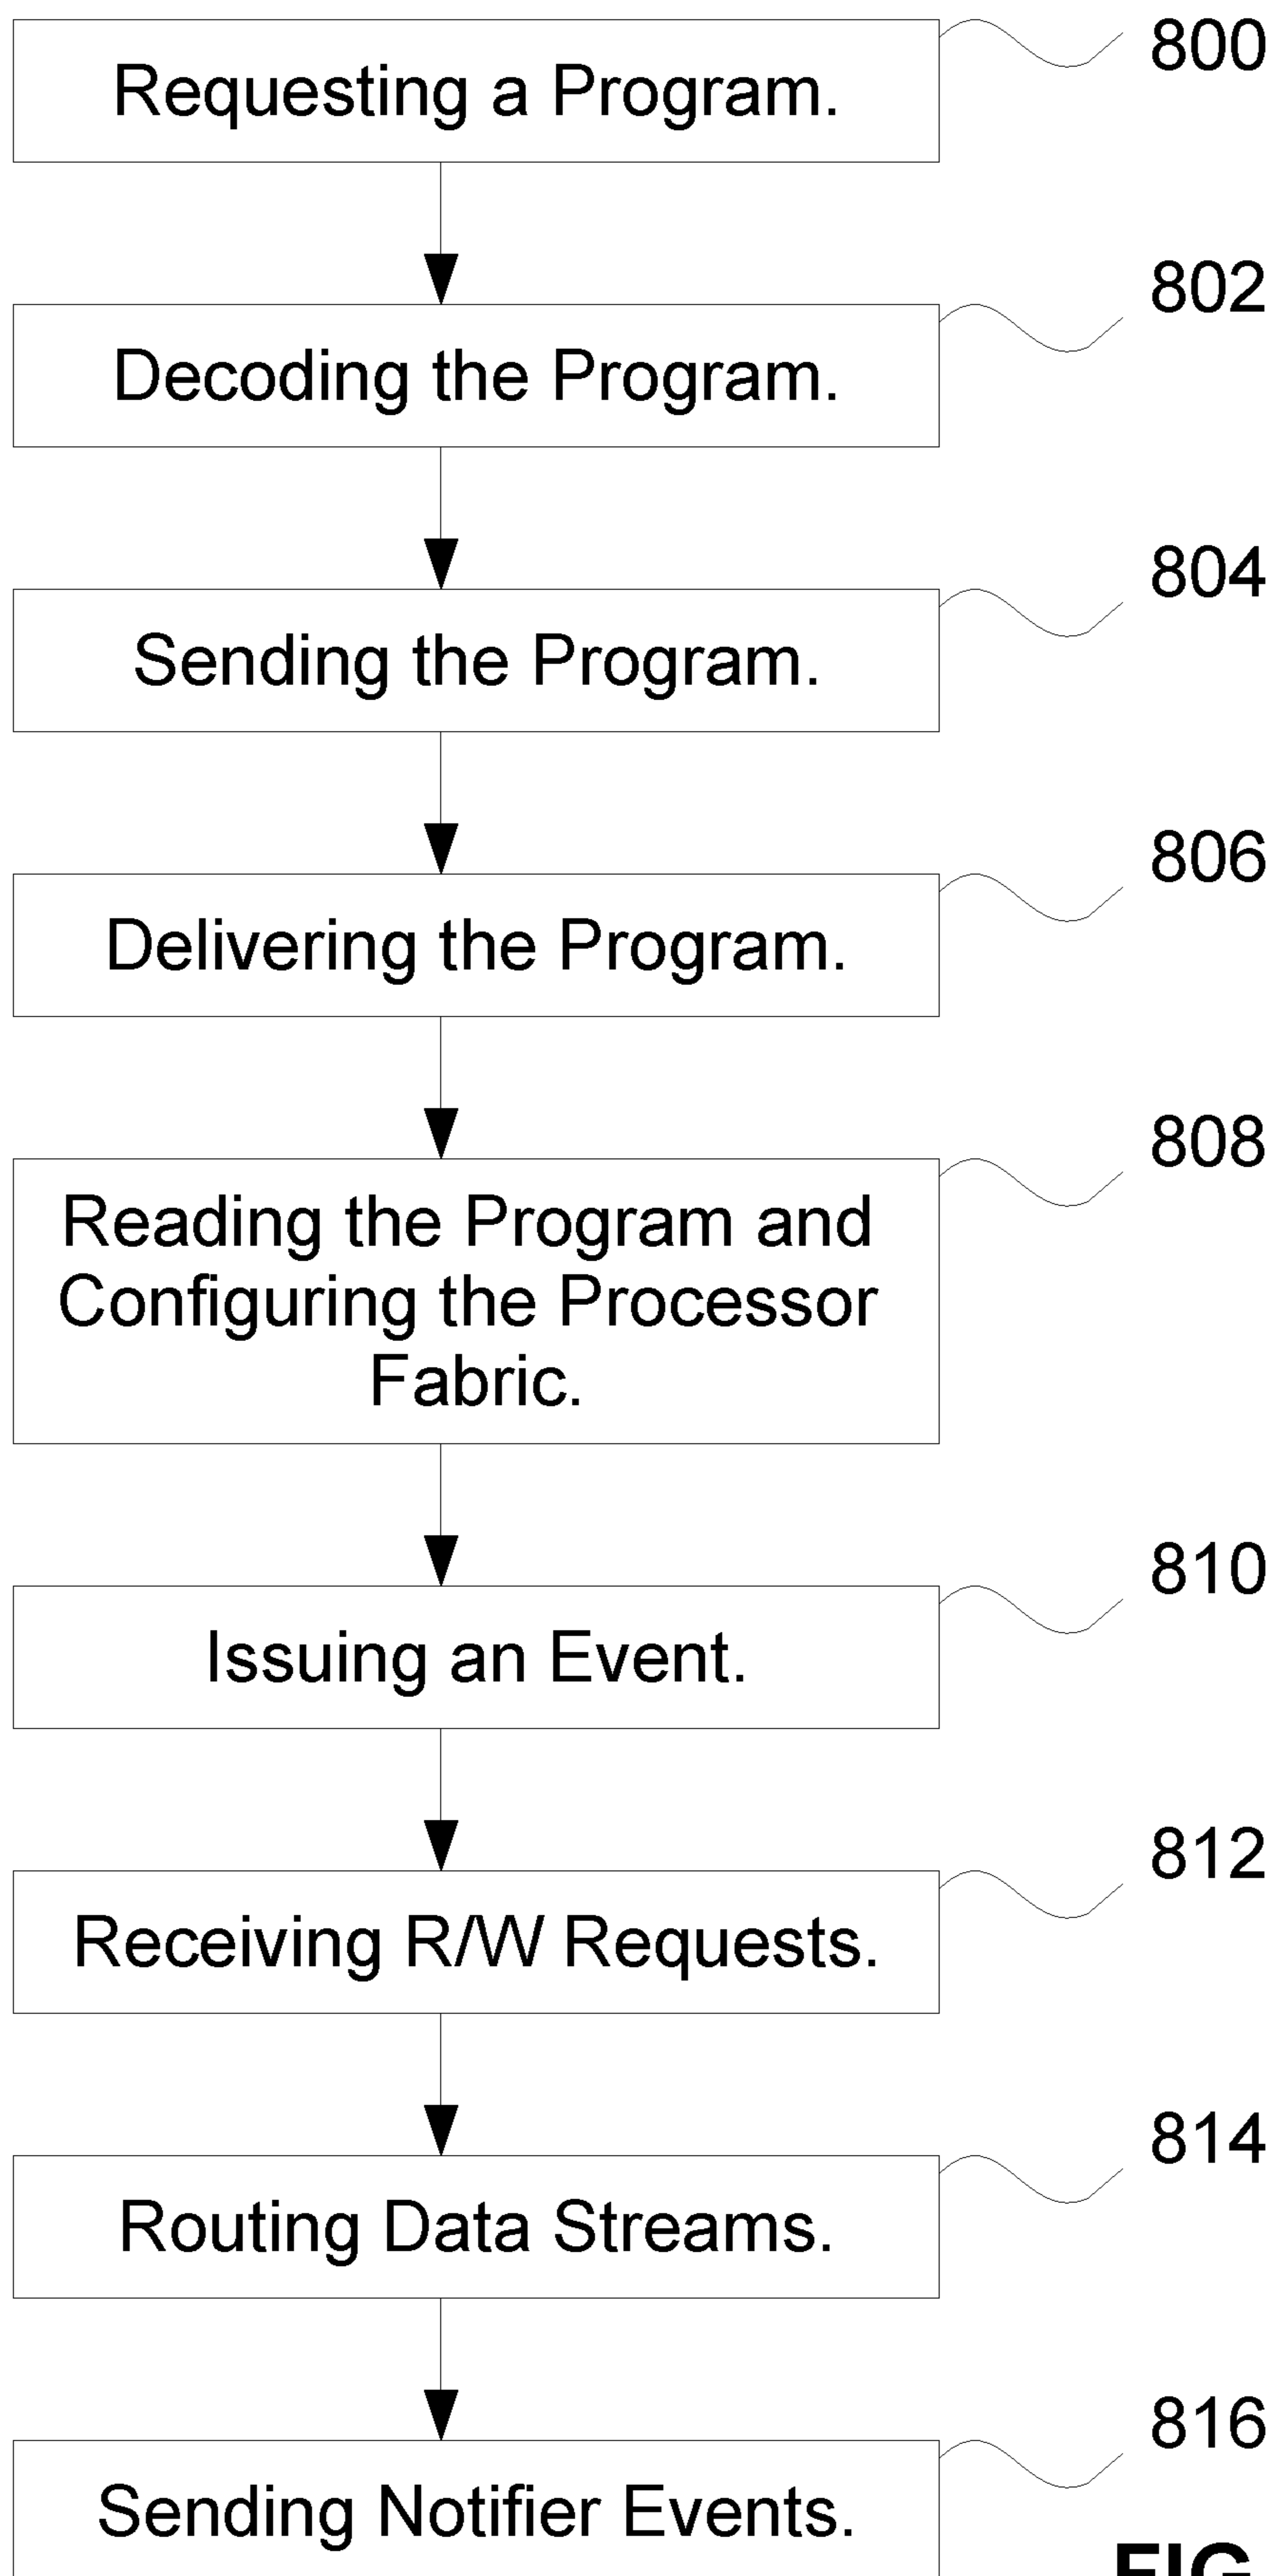 Requesting a Program.
800
Decoding the Program.
802
Sending the Program.
804
Delivering the Program.
806
Reading the Program and
Configuring the Processor
Fabric.
808
Issuing an Event.
810
Receiving R/W Requests.
812
Routing Data Streams.
814
Sending Notifier Events.
816
FIG